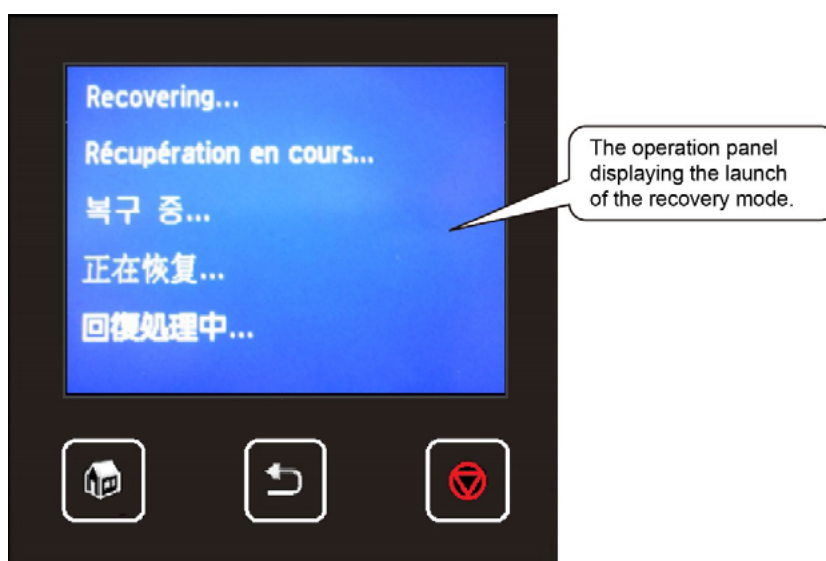 Recovering...
Récupération en cours...
복구 중...
正在恢复...
回復処理中...
The operation panel
displaying the launch
of the recovery mode.